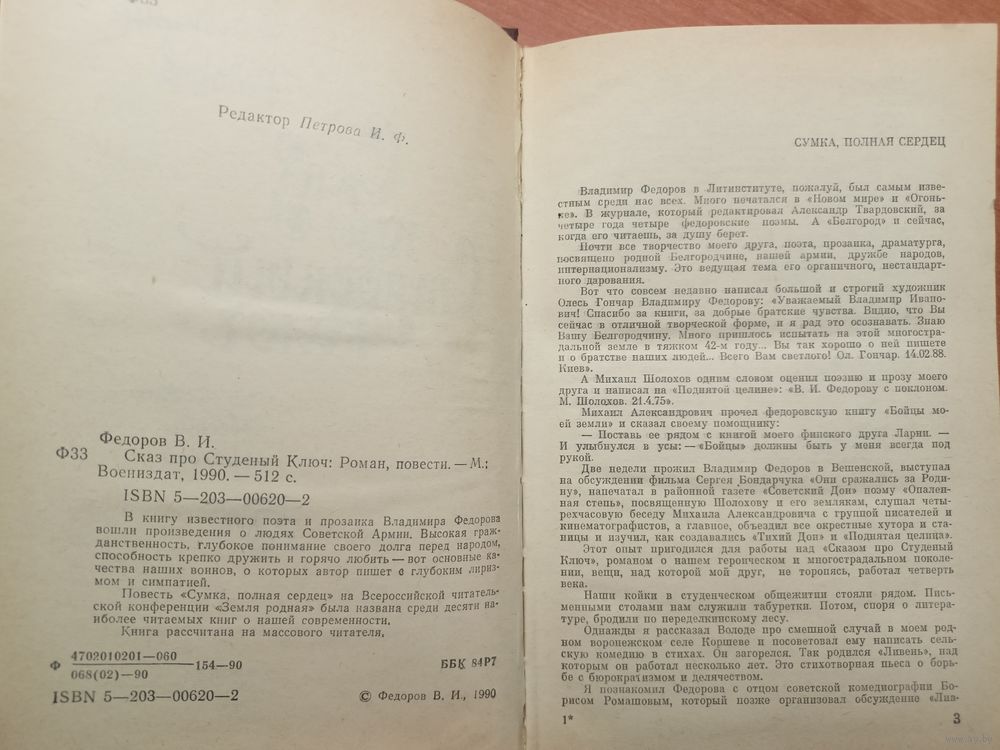 Редактор Петрова И. Ф.
Федоров В. И.
Ф33
Сказ про Студеный Ключ: Роман, повести. — М.:
Воениздат, 1990. — 512 с.
ISBN 5—203—00620—2
В книгу известного поэта и прозаика Владимира Федорова
вошли произведения о людях Советской Армии. Высокая граж-
данственность, глубокое понимание своего долга перед народом,
способность крепко дружить и горячо любить — вот основные ка-
чества наших воинов, о которых автор пишет с глубоким лириз-
мом и симпатией.
Повесть «Сумка, полная сердец» на Всероссийской читатель-
ской конференции «Земля родная» была названа среди десяти на-
иболее читаемых книг о нашей современности.
Книга рассчитана на массового читателя.
Ф 4702010201—060
068(02)—90
—154—90
ББК 84Р7
ISBN 5—203—00620—2
© Федоров В. И., 1990
СУМКА, ПОЛНАЯ СЕРДЕЦ
Владимир Федоров в Литинституте, пожалуй, был самым изве-
стным среди нас всех. Много печатался в «Новом мире» и «Огонь-
ке». В журнале, который редактировал Александр Твардовский, за
четыре года четыре федоровские поэмы. А «Белгород» и сейчас,
когда его читаешь, за душу берет.
Почти все творчество моего друга, поэта, прозаика, драматурга,
посвящено родной Белгородчине, нашей армии, дружбе народов,
интернационализму. Это ведущая тема его органичного, нестандарт-
ного дарования.
Вот что совсем недавно написал большой и строгий художник
Олесь Гончар Владимиру Федорову: «Уважаемый Владимир Ивано-
вич! Спасибо за книги, за добрые братские чувства. Видно, что Вы
сейчас в отличной творческой форме, и я рад это осознавать. Знаю
Вашу Белгородчину. Много пришлось испытать на этой многостра-
дальной земле в тяжком 42-м году... Вы так хорошо о ней пишете
и о братстве наших людей... Всего Вам светлого! Ол. Гончар. 14.02.88.
Киев».
А Михаил Шолохов одним словом оценил поэзию и прозу моего
друга и написал на «Поднятой целине»: «В. И. Федорову с поклоном.
М. Шолохов. 21.4.75».
Михаил Александрович прочел федоровскую книгу «Бойцы мо-
ей земли» и сказал своему помощнику:
— Поставь ее рядом с книгой моего финского друга Ларни. —
И улыбнулся в усы: — «Бойцы» должны быть у меня всегда под
рукой.
Две недели прожил Владимир Федоров в Вешенской, выступал
на обсуждении фильма Сергея Бондарчука «Они сражались за Роди-
ну», напечатал в районной газете «Советский Дон» поэму «Опален-
ная степь», посвященную Шолохову и его землякам, слушал четы-
рехчасовую беседу Михаила Александровича с группой писателей и
кинематографистов, а главное, объездил все окрестные хутора и ста-
ницы и изучил, как создавались «Тихий Дон» и «Поднятая целина».
Этот опыт пригодился для работы над «Сказом про Студеный
Ключ», романом о нашем героическом и многострадальном поколе-
нии, вещи, над которой мой друг, не торопясь, работал четверть
века.
Наши койки в студенческом общежитии стояли рядом. Пись-
менными столами нам служили табуретки. Потом, споря о литера-
туре, бродили по переделкинскому лесу.
Однажды я рассказал Володе про смешной случай в моем род-
ном воронежском селе Коршеве и посоветовал ему написать сель-
скую комедию в стихах. Он загорелся. Так родился «Ливень», над
которым он работал несколько лет. Это стихотворная пьеса о борь-
бе с бюрократизмом и делячеством.
Я познакомил Федорова с отцом советской комедиографии Бо-
рисом Ромашовым, который позже организовал обсуждение «Лив-
1*
3